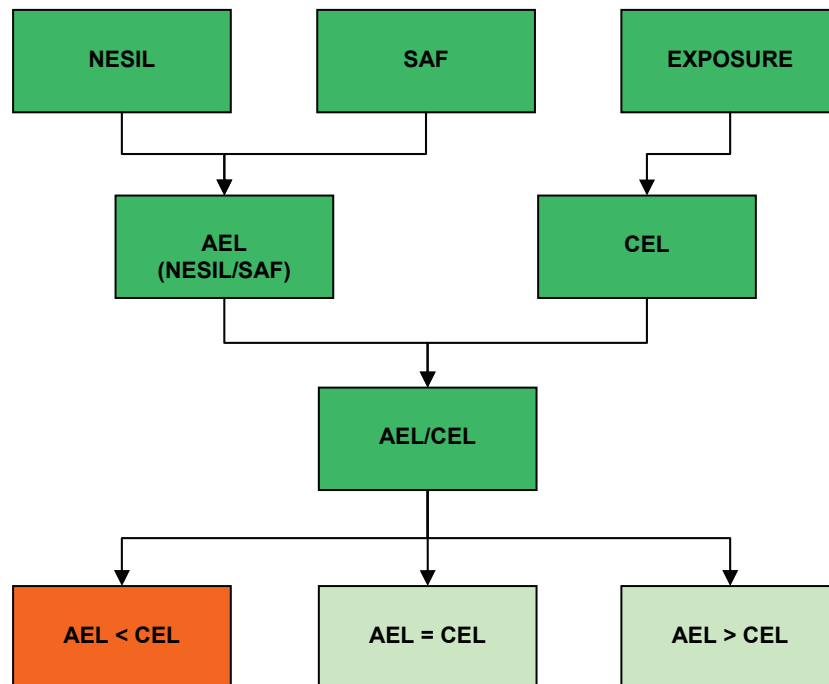 NESIL
SAF
EXPOSURE
AEL
(NESIL/SAF)
CEL
AEL/CEL
AEL < CEL
AEL = CEL
AEL > CEL